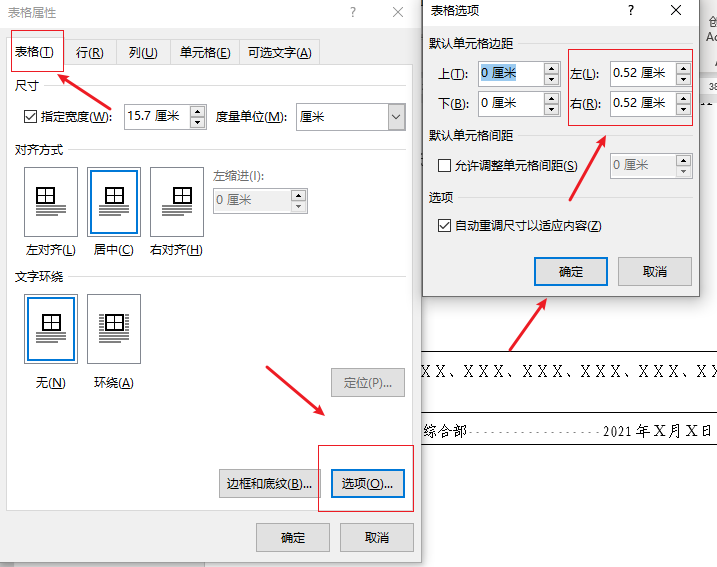 表格属性 ? ×
表格(T) 行(R) 列(U) 单元格(E) 可选文字(A)
尺寸
指定宽度(W): 15.7 厘米 度量单位(M): 厘米
对齐方式
左缩进(I):
0 厘米
左对齐(L) 居中(C) 右对齐(H)
文字环绕
无(N) 环绕(A) 定位(P)...
边框和底纹(B)... 选项(O)...
确定 取消
表格选项 ? ×
默认单元格边距
上(T): 0 厘米 左(L): 0.52 厘米
下(B): 0 厘米 右(R): 0.52 厘米
默认单元格间距
允许调整单元格间距(S) 0 厘米
选项
自动重调尺寸以适应内容(Z)
确定 取消
创
Ac
38
XX、XXX、XXX、XXX、XXX、XX
综合部 2021 年 X 月 X 日